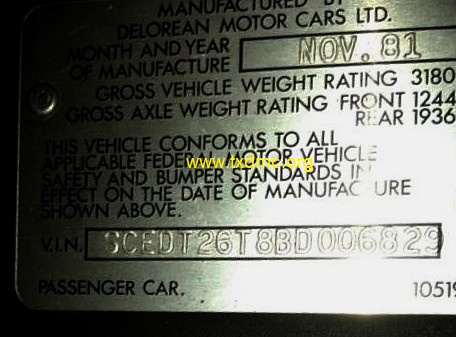 MANUFACTURED BY
DELOREAN MOTOR CARS LTD.
MONTH AND YEAR
OF MANUFACTURE NOV. 81
GROSS VEHICLE WEIGHT RATING 3180
GROSS AXLE WEIGHT RATING FRONT 1244
REAR 1936
THIS VEHICLE CONFORMS TO ALL
APPLICABLE FEDERAL MOTOR VEHICLE
www.txdmc.org
SAFETY AND BUMPER STANDARDS IN
EFFECT ON THE DATE OF MANUFACTURE
SHOWN ABOVE.
V.I.N. SCEDT26T8BD006829
PASSENGER CAR. 10519